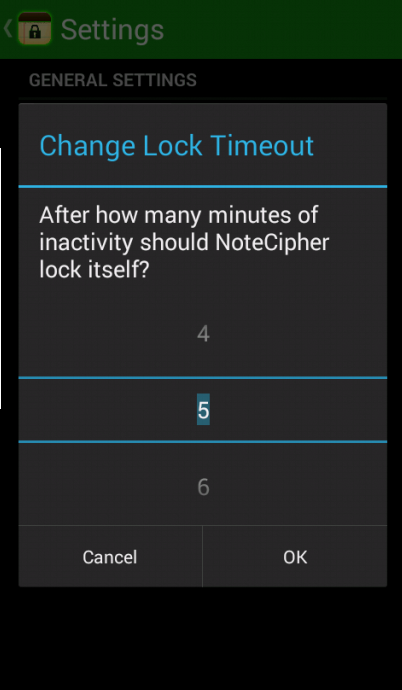 Settings
GENERAL SETTINGS
Change Lock Timeout
After how many minutes of
inactivity should NoteCipher
lock itself?
4
5
6
Cancel
OK